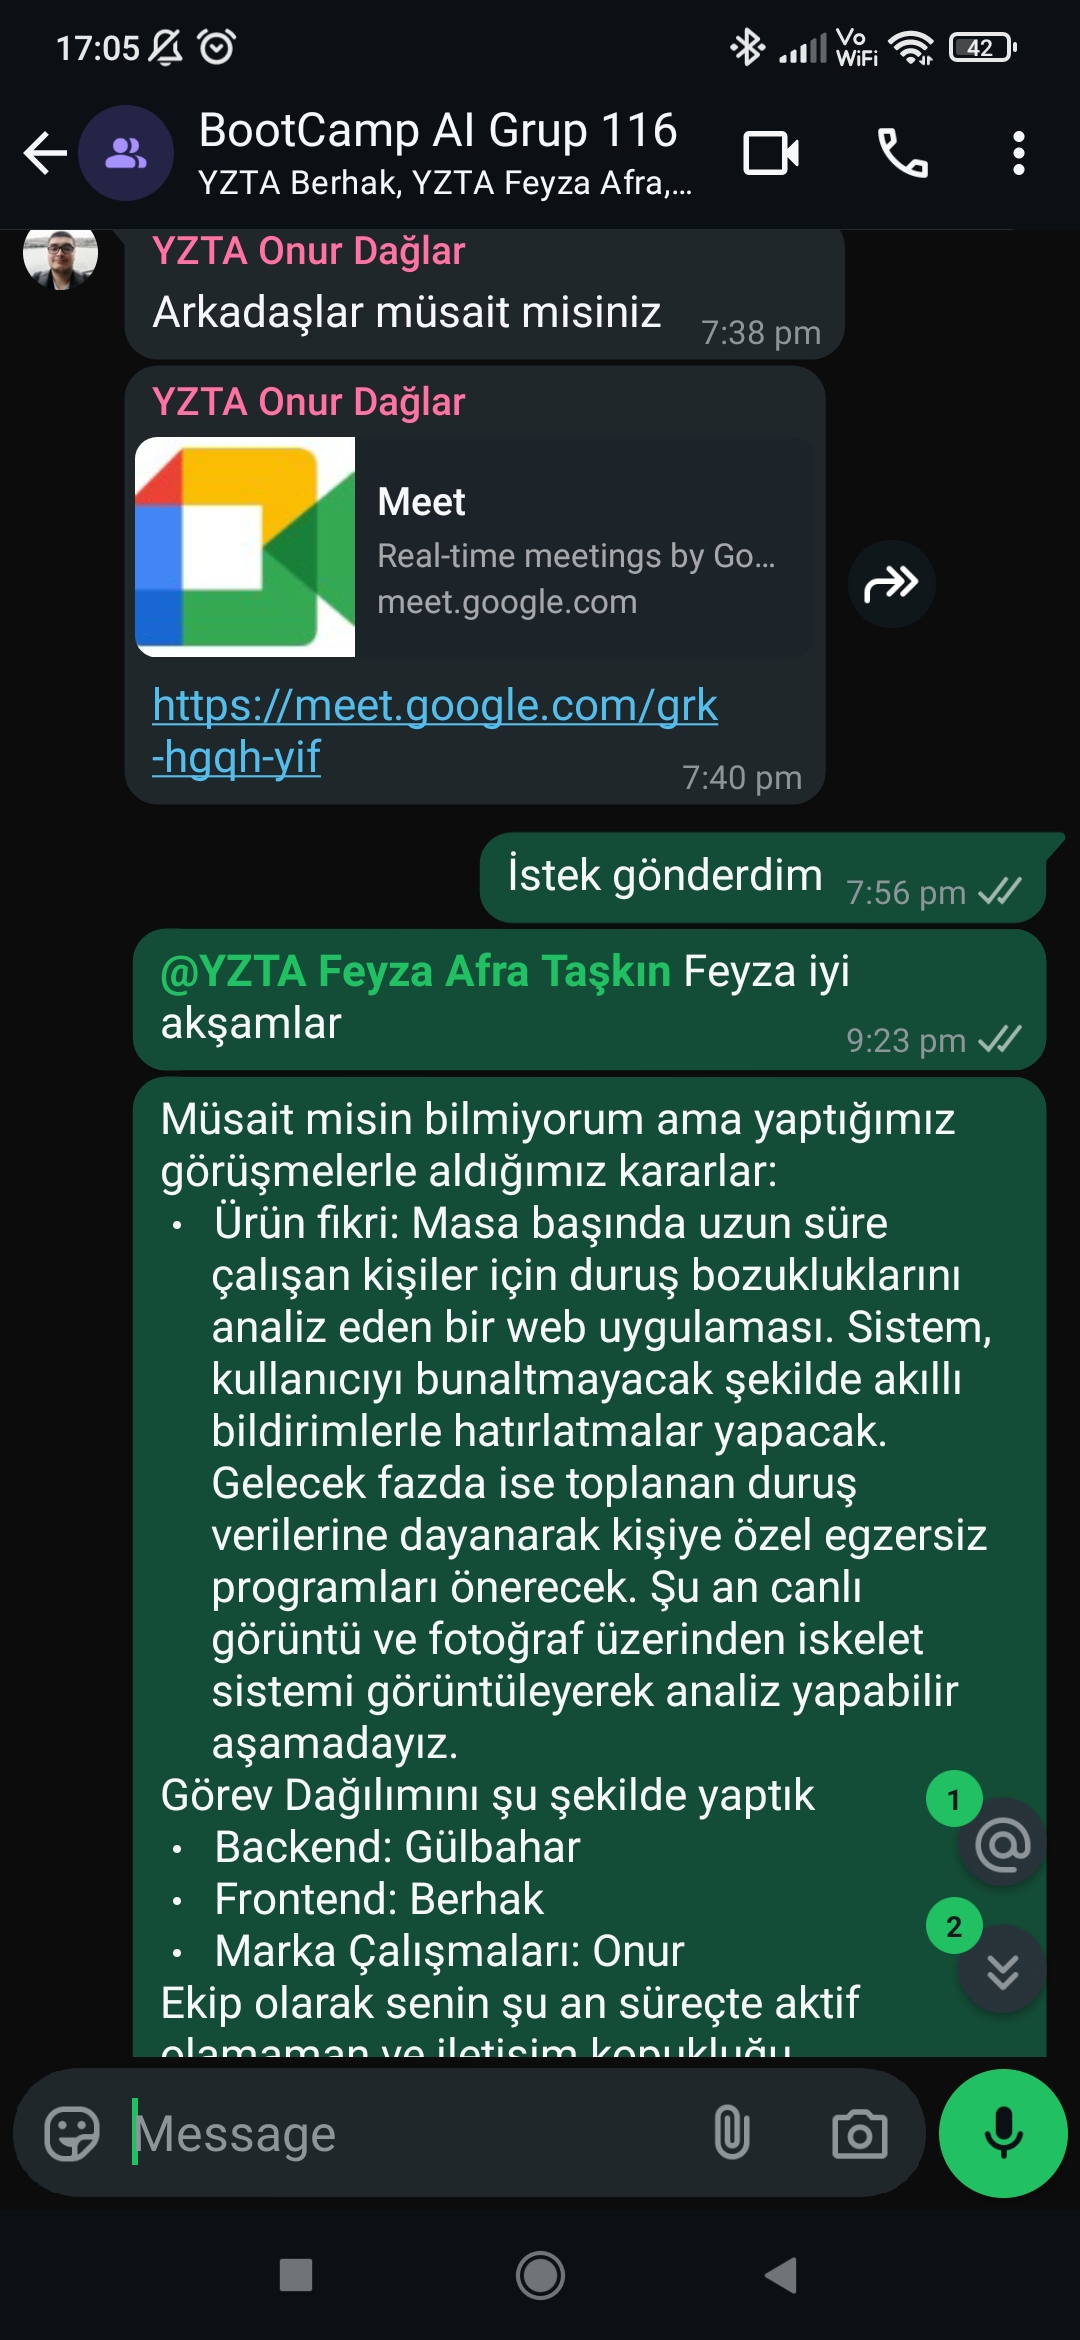 17:05
Vo
WiFi
42
BootCamp AI Grup 116
YZTA Berhak, YZTA Feyza Afra,...
YZTA Onur Dağlar
Arkadaşlar müsait misiniz
7:38 pm
YZTA Onur Dağlar
Meet
Real-time meetings by Go...
meet.google.com
https://meet.google.com/grk
-hgqh-yif
7:40 pm
İstek gönderdim
7:56 pm
@YZTA Feyza Afra Taşkın Feyza iyi
akşamlar
9:23 pm
Müsait misin bilmiyorum ama yaptığımız
görüşmelerle aldığımız kararlar:
• Ürün fikri: Masa başında uzun süre
çalışan kişiler için duruş bozukluklarını
analiz eden bir web uygulaması. Sistem,
kullanıcıyı bunaltmayacak şekilde akıllı
bildirimlerle hatırlatmalar yapacak.
Gelecek fazda ise toplanan duruş
verilerine dayanarak kişiye özel egzersiz
programları önerecek. Şu an canlı
görüntü ve fotoğraf üzerinden iskelet
sistemi görüntüleyerek analiz yapabilir
aşamadayız.
Görev Dağılımını şu şekilde yaptık
1
• Backend: Gülbahar
• Frontend: Berhak
2
• Marka Çalışmaları: Onur
Ekip olarak senin şu an süreçte aktif
olamaman ve iletişim kopukluğu
Message